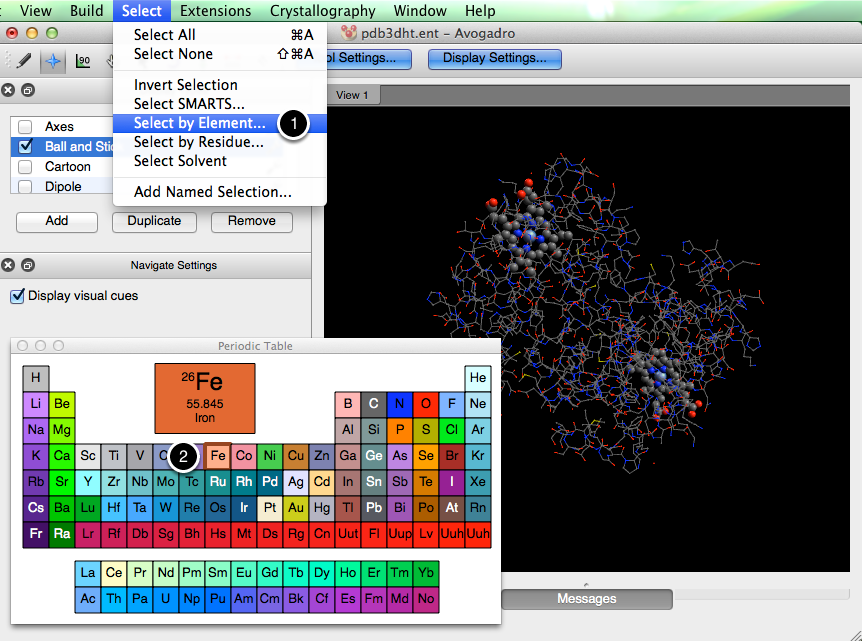 View Build Select Extensions Crystallography Window Help
pdb3dht.ent - Avogadro
Select All ⌘A
Select None ⇧⌘A
Invert Selection
Select SMARTS...
Select by Element... 1
Select by Residue...
Select Solvent
Add Named Selection...
90
ol Settings... Display Settings...
View 1
Axes
Ball and Stic
Cartoon
Dipole
Add Duplicate Remove
Navigate Settings
Display visual cues
Periodic Table
26 Fe
55.845
Iron
H He
Li Be B C N O F Ne
Na Mg Al Si P S Cl Ar
K Ca Sc Ti V C 2 Fe Co Ni Cu Zn Ga Ge As Se Br Kr
Rb Sr Y Zr Nb Mo Tc Ru Rh Pd Ag Cd In Sn Sb Te I Xe
Cs Ba Lu Hf Ta W Re Os Ir Pt Au Hg Tl Pb Bi Po At Rn
Fr Ra Lr Rf Db Sg Bh Hs Mt Ds Rg Cn Uut Fl Uup Lv Uuh Uuh
La Ce Pr Nd Pm Sm Eu Gd Tb Dy Ho Er Tm Yb
Ac Th Pa U Np Pu Am Cm Bk Cf Es Fm Md No
Messages